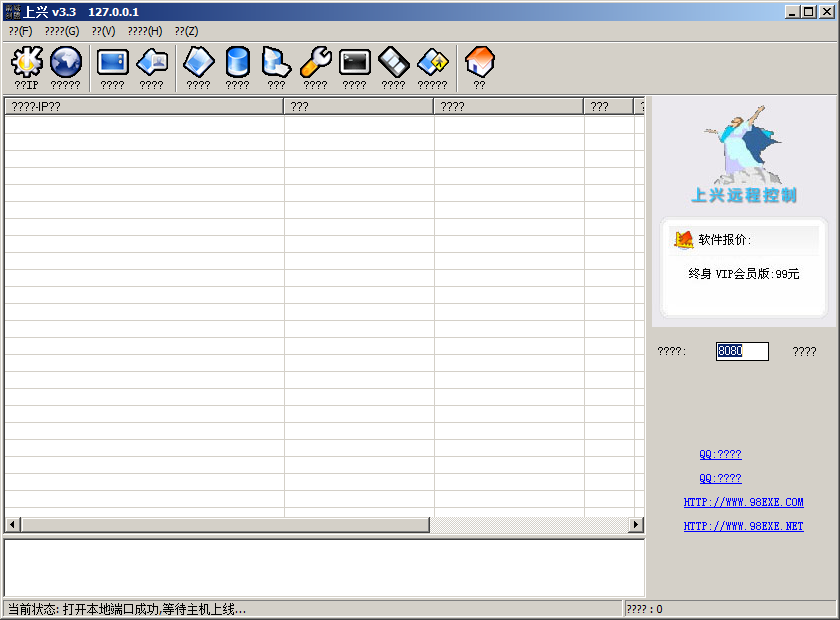 上兴 v3.3 127.0.0.1
??(F) ????(G) ??(V) ????(H) ??(Z)
??IP ????? ???? ???? ???? ???? ???? ???? ???? ???? ????? ??
????-IP?? ??? ???? ??? ?
上兴远程控制
软件报价:
终身 VIP会员版:99元
????: 8080 ????
QQ:????
QQ:????
HTTP://WWW.98EXE.COM
HTTP://WWW.98EXE.NET
当前状态: 打开本地端口成功,等待主机上线... ???? : 0